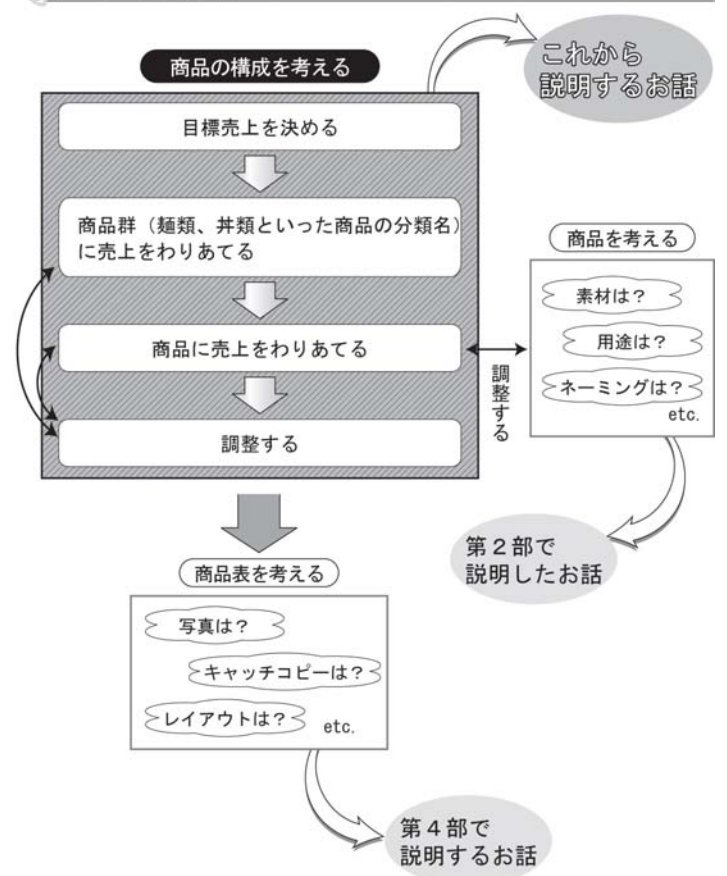 これから
説明するお話
商品の構成を考える
目標売上を決める
商品群（麺類、丼類といった商品の分類名）
に売上をわりあてる
商品に売上をわりあてる
調整する
調整する
商品を考える
素材は？
用途は？
ネーミングは？
etc.
第２部で
説明したお話
商品表を考える
写真は？
キャッチコピーは？
レイアウトは？
etc.
第４部で
説明するお話